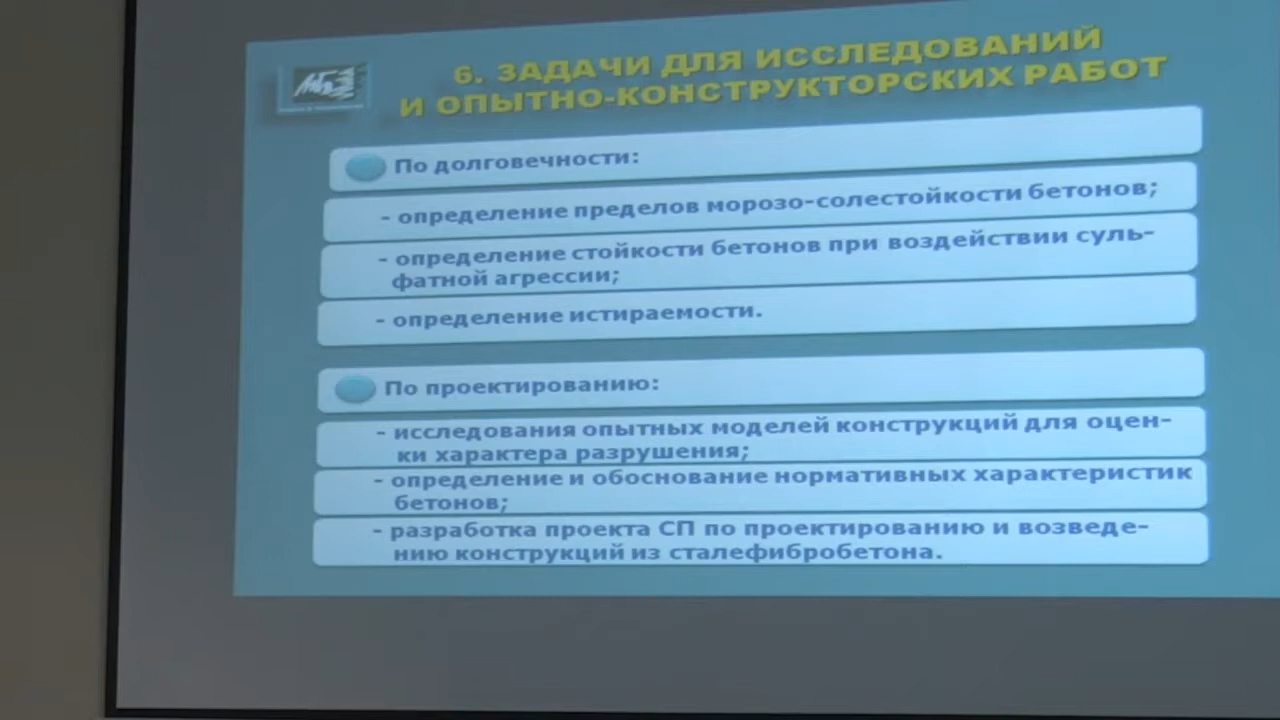 6. ЗАДАЧИ ДЛЯ ИССЛЕДОВАНИЙ
И ОПЫТНО-КОНСТРУКТОРСКИХ РАБОТ
По долговечности:
- определение пределов морозо-солестойкости бетонов;
- определение стойкости бетонов при воздействии суль-
фатной агрессии;
- определение истираемости.
По проектированию:
- исследования опытных моделей конструкций для оцен-
ки характера разрушения;
- определение и обоснование нормативных характеристик
бетонов;
- разработка проекта СП по проектированию и возведе-
нию конструкций из сталефибробетона.